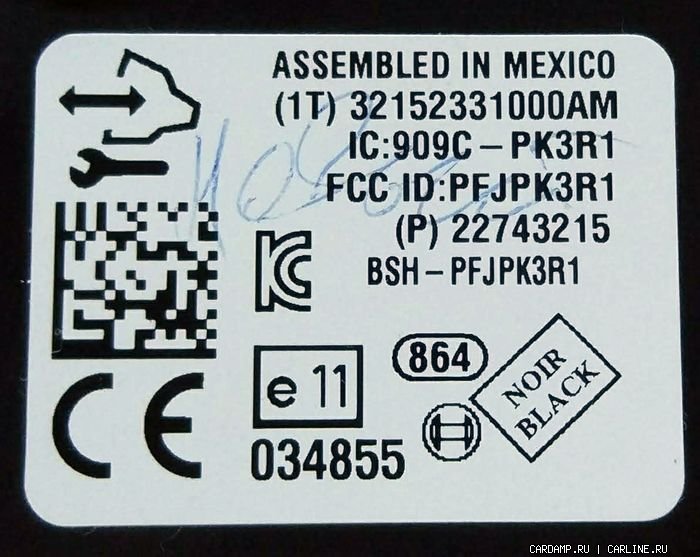 ASSEMBLED IN MEXICO
(1T) 32152331000AM
IC:909C-PK3R1
FCC ID:PFJPK3R1
(P) 22743215
BSH-PFJPK3R1
CE
e 11
034855
864
NOIR
BLACK
CARDAMP.RU | CARLINE.RU